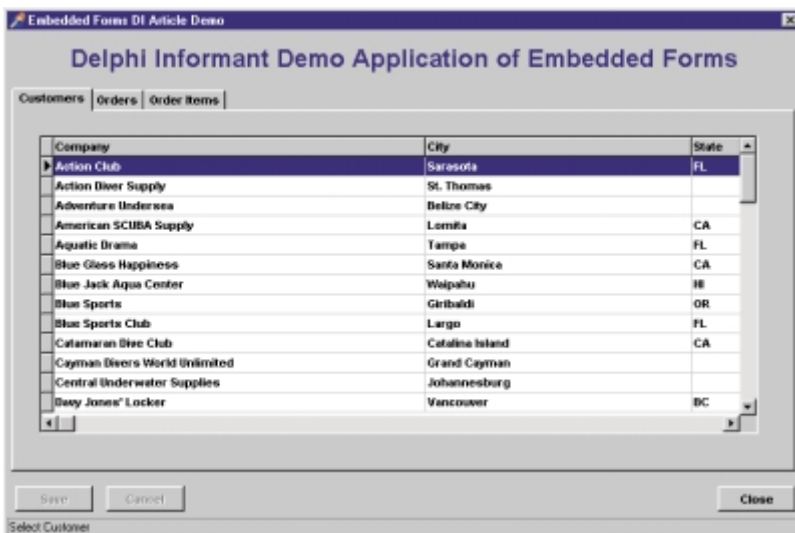 Embedded Forms DI Article Demo
Delphi Informant Demo Application of Embedded Forms
Customers Orders Order Items
Company City State
Action Club Sarasota FL
Action Diver Supply St. Thomas
Adventure Undersea Belize City
American SCUBA Supply Lomita CA
Aquatic Drama Tampa FL
Blue Glass Happiness Santa Monica CA
Blue Jack Aqua Center Waipahu HI
Blue Sports Giribaldi OR
Blue Sports Club Largo FL
Catamaran Dive Club Catalina Island CA
Cayman Divers World Unlimited Grand Cayman
Central Underwater Supplies Johannesburg
Davy Jones' Locker Vancouver BC
Save Cancel Close
Select Customer